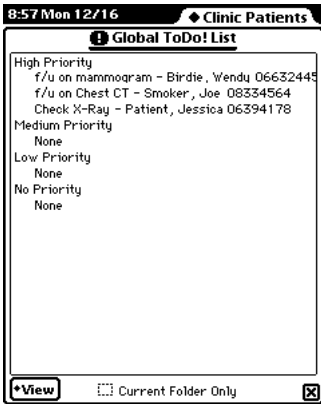 8:57 Mon 12/16
Clinic Patients
Global ToDo! List
High Priority
f/u on mammogram - Birdie, Wendy 06632445
f/u on Chest CT - Smoker, Joe 08334564
Check X-Ray - Patient, Jessica 06394178
Medium Priority
None
Low Priority
None
No Priority
None
View
Current Folder Only